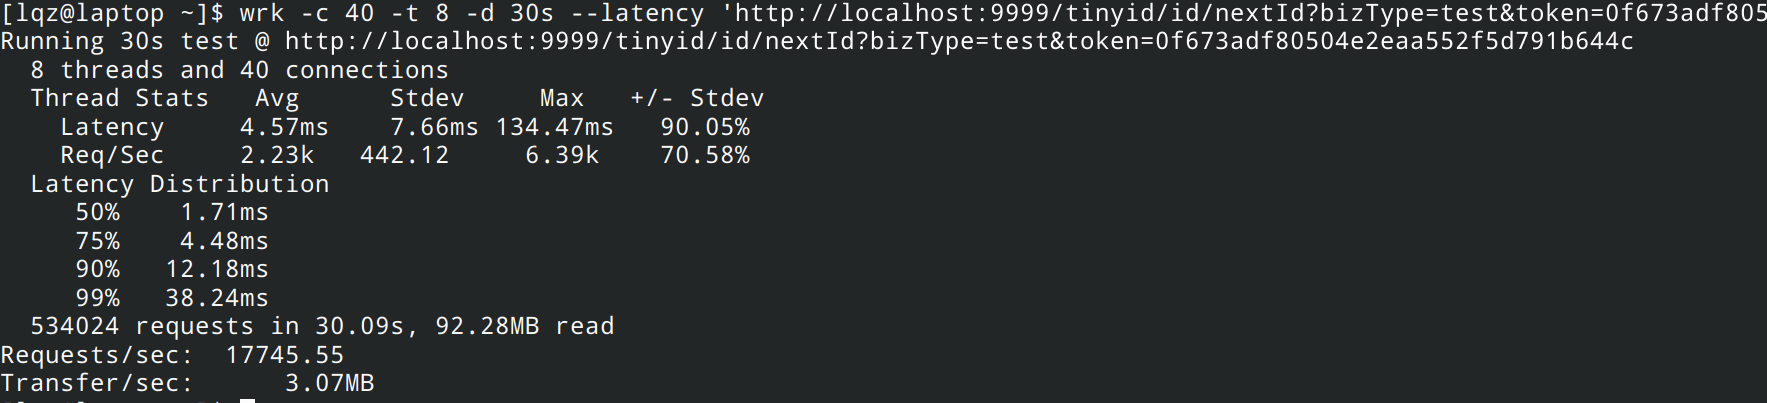 [lqz@laptop ~]$ wrk -c 40 -t 8 -d 30s --latency 'http://localhost:9999/tinyid/id/nextId?bizType=test&token=0f673adf805
Running 30s test @ http://localhost:9999/tinyid/id/nextId?bizType=test&token=0f673adf80504e2eaa552f5d791b644c
  8 threads and 40 connections
  Thread Stats   Avg      Stdev     Max   +/- Stdev
    Latency     4.57ms    7.66ms 134.47ms   90.05%
    Req/Sec     2.23k   442.12     6.39k    70.58%
  Latency Distribution
     50%    1.71ms
     75%    4.48ms
     90%   12.18ms
     99%   38.24ms
  534024 requests in 30.09s, 92.28MB read
Requests/sec:  17745.55
Transfer/sec:      3.07MB